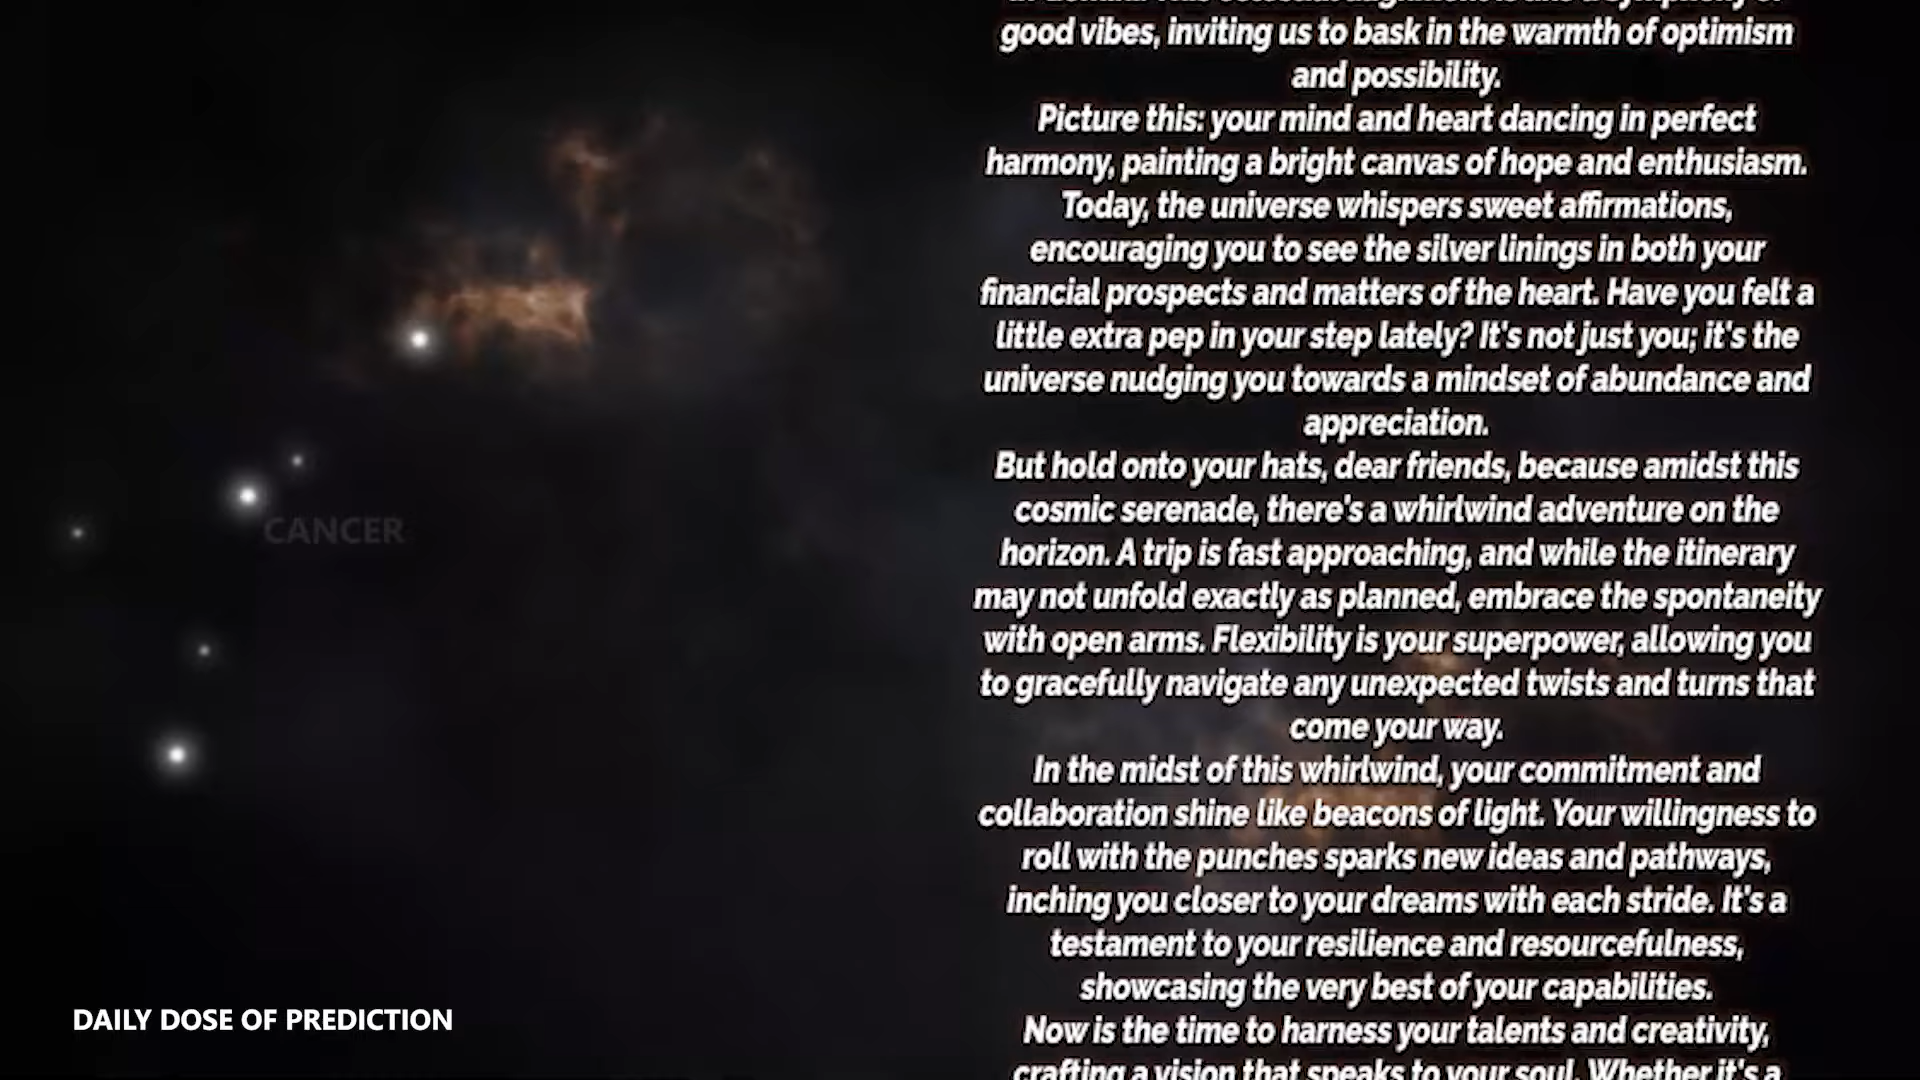 good vibes, inviting us to bask in the warmth of optimism
and possibility.
Picture this: your mind and heart dancing in perfect
harmony, painting a bright canvas of hope and enthusiasm.
Today, the universe whispers sweet affirmations,
encouraging you to see the silver linings in both your
financial prospects and matters of the heart. Have you felt a
little extra pep in your step lately? It's not just you; it's the
universe nudging you towards a mindset of abundance and
appreciation.
But hold onto your hats, dear friends, because amidst this
cosmic serenade, there's a whirlwind adventure on the
horizon. A trip is fast approaching, and while the itinerary
may not unfold exactly as planned, embrace the spontaneity
with open arms. Flexibility is your superpower, allowing you
to gracefully navigate any unexpected twists and turns that
come your way.
In the midst of this whirlwind, your commitment and
collaboration shine like beacons of light. Your willingness to
roll with the punches sparks new ideas and pathways,
inching you closer to your dreams with each stride. It's a
testament to your resilience and resourcefulness,
showcasing the very best of your capabilities.
Now is the time to harness your talents and creativity,
crafting a vision that speaks to your soul. Whether it's a
CANCER
DAILY DOSE OF PREDICTION